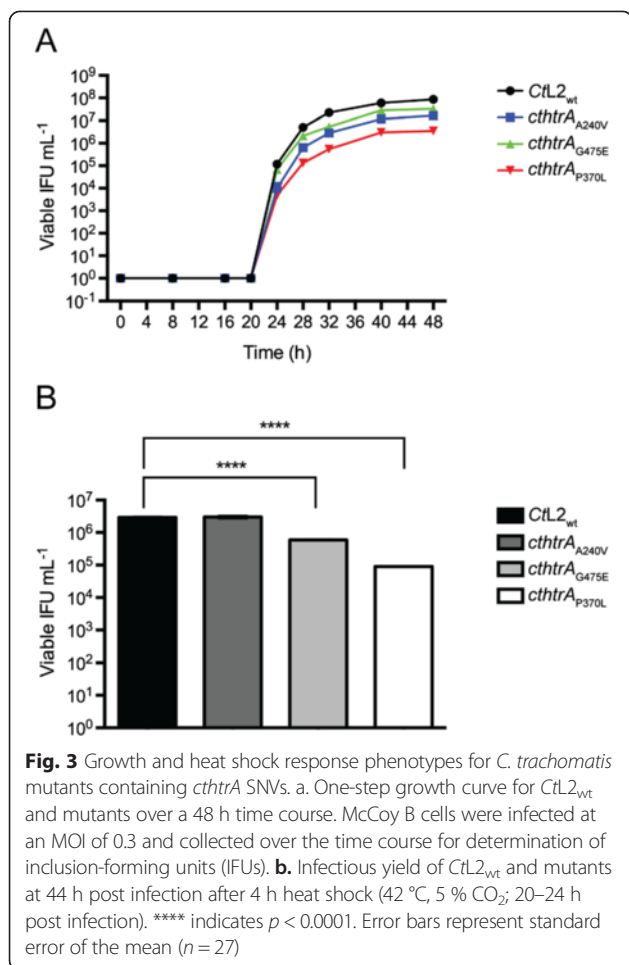 A
Viable IFU mL⁻¹
10⁹
10⁸
10⁷
10⁶
10⁵
10⁴
10³
10²
10¹
10⁰
10⁻¹
0 4 8 12 16 20 24 28 32 36 40 44 48
Time (h)
CtL2wt
cthtrAA240V
cthtrAG475E
cthtrAP370L
B
****
****
Viable IFU mL⁻¹
10⁷
10⁶
10⁵
10⁴
10³
10²
10¹
10⁰
CtL2wt
cthtrAA240V
cthtrAG475E
cthtrAP370L
Fig. 3 Growth and heat shock response phenotypes for C. trachomatis
mutants containing cthtrA SNVs. a. One-step growth curve for CtL2wt
and mutants over a 48 h time course. McCoy B cells were infected at
an MOI of 0.3 and collected over the time course for determination of
inclusion-forming units (IFUs). b. Infectious yield of CtL2wt and mutants
at 44 h post infection after 4 h heat shock (42 °C, 5 % CO₂; 20–24 h
post infection). **** indicates p < 0.0001. Error bars represent standard
error of the mean (n = 27)